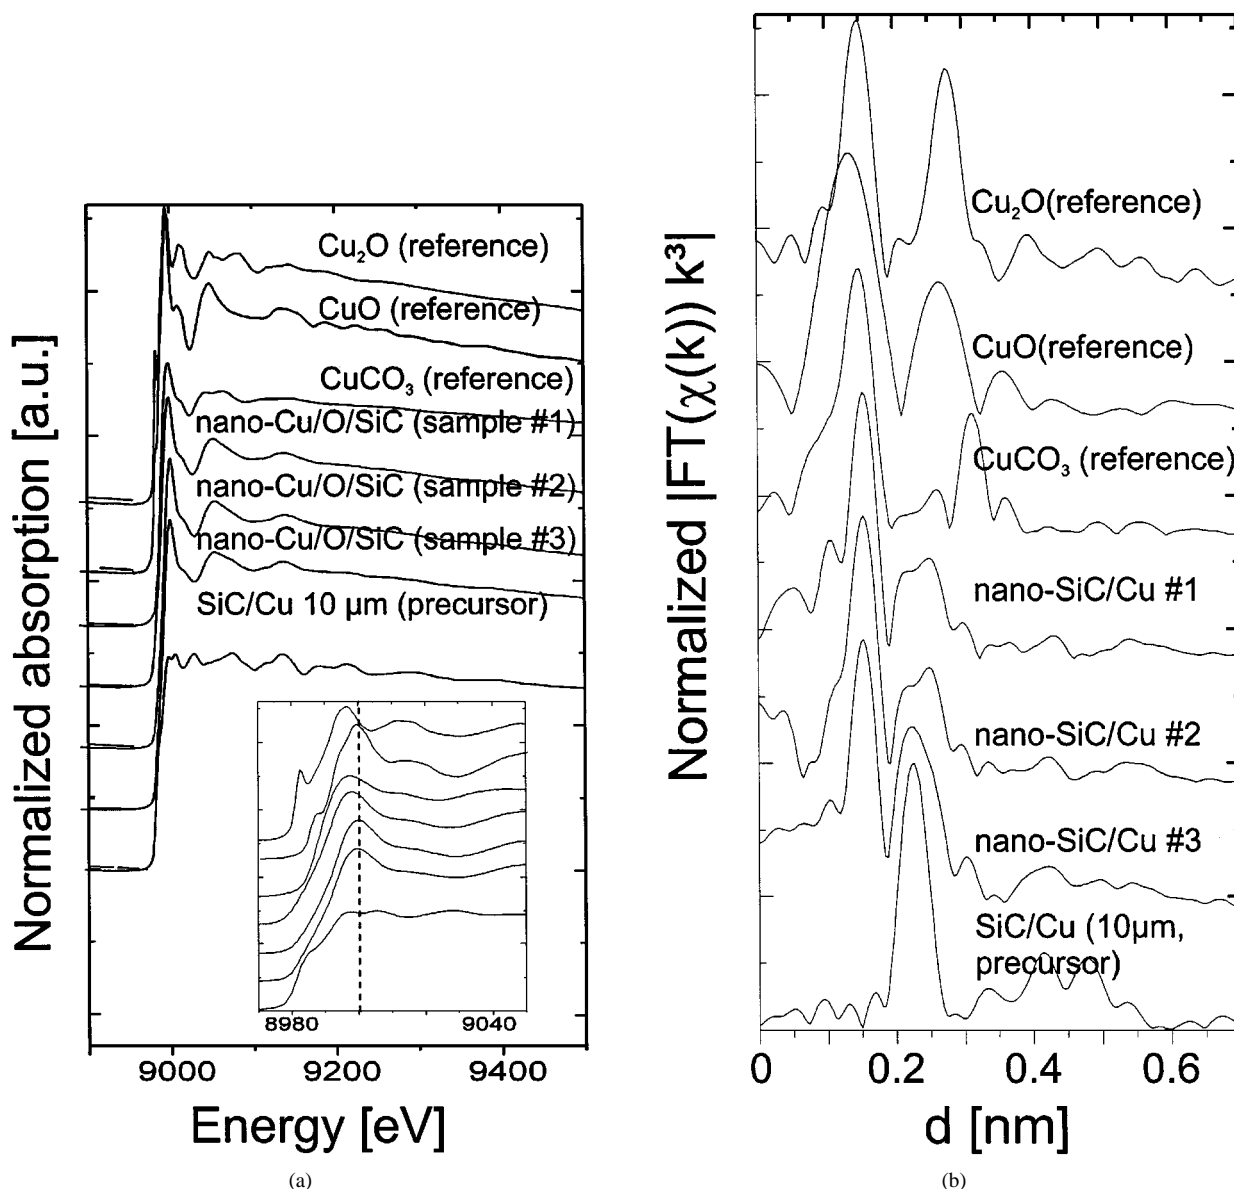 Normalized absorption [a.u.]
Cu₂O (reference)
CuO (reference)
CuCO₃ (reference)
nano-Cu/O/SiC (sample #1)
nano-Cu/O/SiC (sample #2)
nano-Cu/O/SiC (sample #3)
SiC/Cu 10 µm (precursor)
8980 9040
9000 9200 9400
Energy [eV]
(a)
Normalized |FT(χ(k)) k³|
Cu₂O(reference)
CuO(reference)
CuCO₃ (reference)
nano-SiC/Cu #1
nano-SiC/Cu #2
nano-SiC/Cu #3
SiC/Cu (10µm,
precursor)
0 0.2 0.4 0.6
d [nm]
(b)